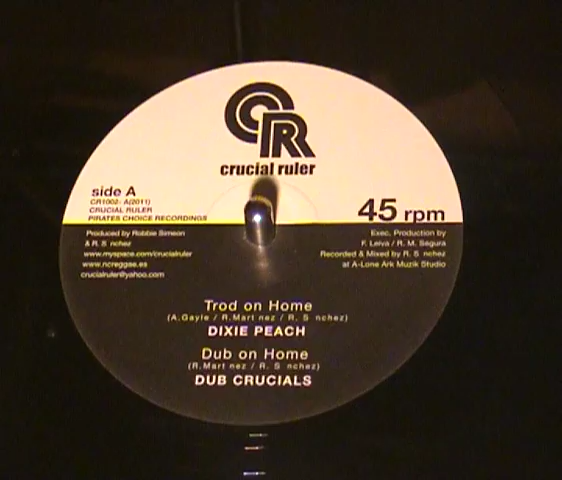 CR
crucial ruler
side A
CR1002- A(2011)
CRUCIAL RULER
PIRATES CHOICE RECORDINGS
45 rpm
Produced by Robbie Simson
& R. S nchez
www.myspace.com/crucialruler
www.ncreggae.es
crucialruler@yahoo.com
Exec. Production by
F. Leiva / R. M. Segura
Recorded & Mixed by R. S nchez
at A-Lone Ark Muzik Studio
Trod on Home
(A.Gayle / R.Mart nez / R. S nchez)
DIXIE PEACH
Dub on Home
(R.Mart nez / R. S nchez)
DUB CRUCIALS